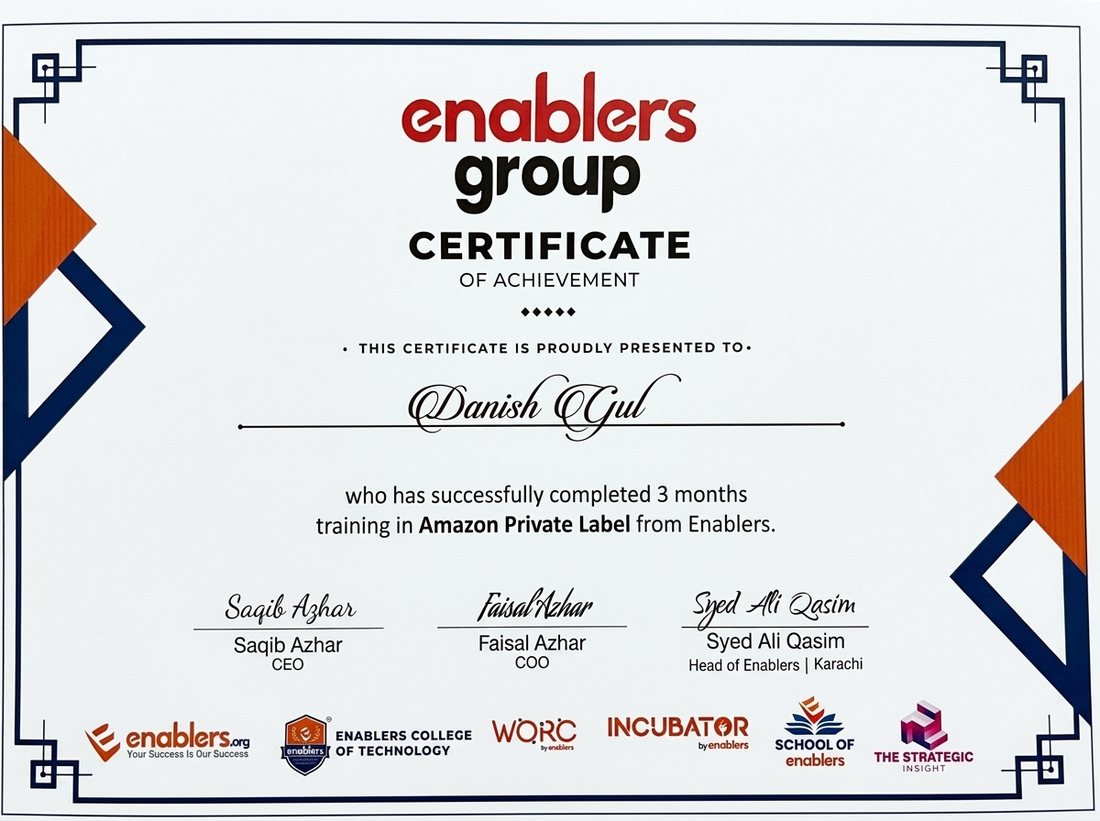 enablers
group
CERTIFICATE
OF ACHIEVEMENT
• THIS CERTIFICATE IS PROUDLY PRESENTED TO•
Danish Gul
who has successfully completed 3 months
training in Amazon Private Label from Enablers.
Saqib Azhar
Saqib Azhar
CEO
Faisal Azhar
Faisal Azhar
COO
Syed Ali Qasim
Syed Ali Qasim
Head of Enablers | Karachi
enablers.org
Your Success Is Our Success
enablers
ENABLERS COLLEGE
OF TECHNOLOGY
WORC
by enablers
INCUBATOR
by enablers
SCHOOL OF
enablers
THE STRATEGIC
INSIGHT